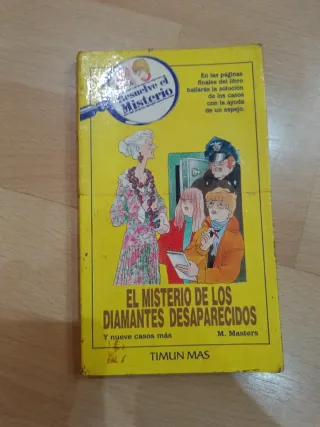 Resuelve el
Misterio
En las páginas
finales del libro
hallarás la solución
de los casos
con la ayuda
de un espejo.
EL MISTERIO DE LOS
DIAMANTES DESAPARECIDOS
Y nueve casos más
M. Masters
TIMUN MAS